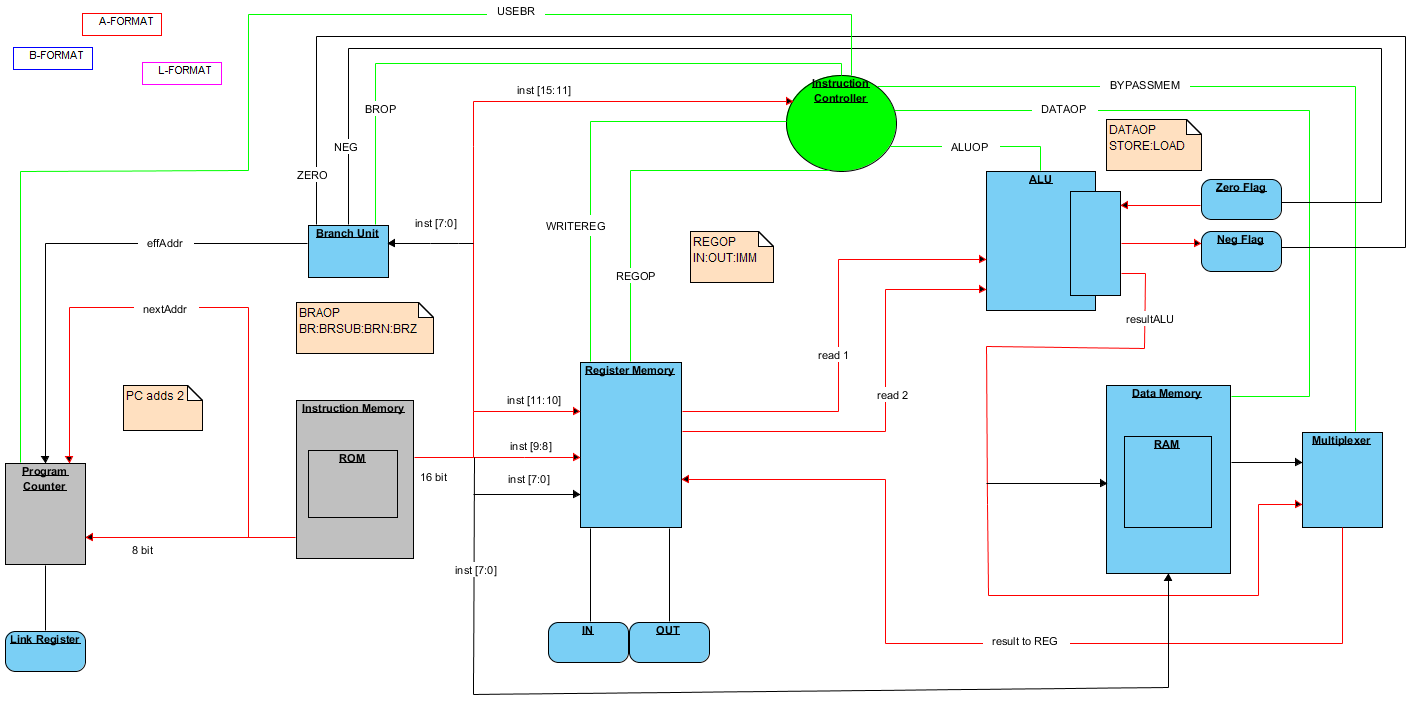 USEBR
A-FORMAT
B-FORMAT
L-FORMAT
Instruction
Controller
BYPASSMEM
inst [15:11]
BROP
DATAOP
DATAOP
STORE:LOAD
NEG
ALUOP
ZERO
ALU
Zero Flag
inst [7:0]
WRITEREG
Branch Unit
effAddr
REGOP
IN:OUT:IMM
Neg Flag
REGOP
nextAddr
BRAOP
BR:BRSUB:BRN:BRZ
resultALU
read 1
Register Memory
PC adds 2
read 2
Data Memory
inst [11:10]
Instruction Memory
RAM
Multiplexer
inst [9:8]
ROM
Program
Counter
16 bit
inst [7:0]
8 bit
inst [7:0]
Link Register
IN
OUT
result to REG